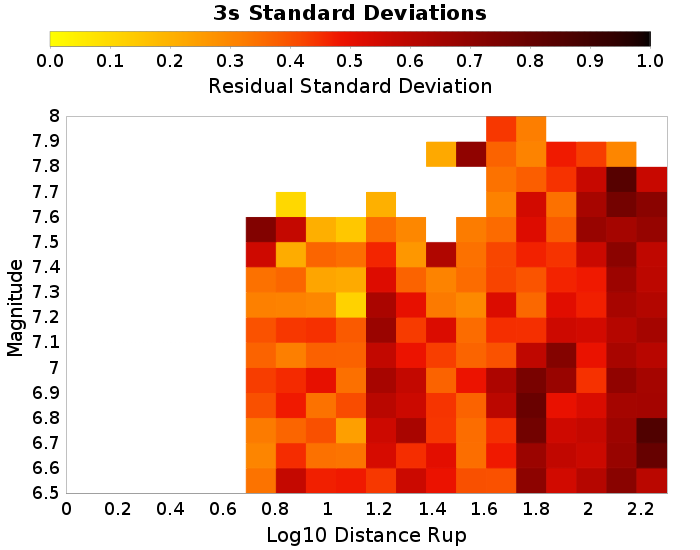 3s Standard Deviations
0.0 0.1 0.2 0.3 0.4 0.5 0.6 0.7 0.8 0.9 1.0
Residual Standard Deviation
8
7.9
7.8
7.7
7.6
7.5
7.4
7.3
7.2
7.1
7
6.9
6.8
6.7
6.6
6.5
Magnitude
0 0.2 0.4 0.6 0.8 1 1.2 1.4 1.6 1.8 2 2.2
Log10 Distance Rup